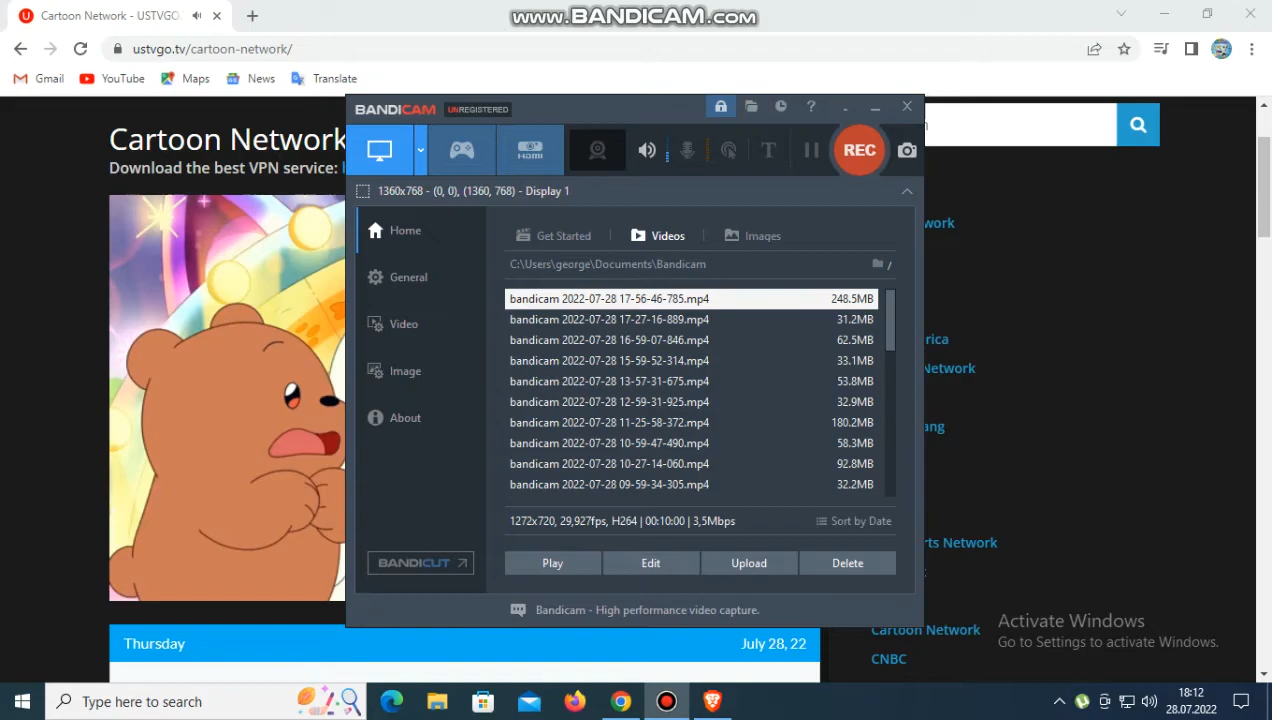 Cartoon Network - USTVGO
www.BANDICAM.com
ustvgo.tv/cartoon-network/
Gmail
YouTube
Maps
News
Translate
Cartoon Network
Download the best VPN service:
BANDICAM
UNREGISTERED
HDMI
REC
1360x768 - (0, 0), (1360, 768) - Display 1
Home
General
Video
Image
About
BANDICUT
Get Started
Videos
Images
C:\Users\george\Documents\Bandicam
/
bandicam 2022-07-28 17-56-46-785.mp4 248.5MB
bandicam 2022-07-28 17-27-16-889.mp4 31.2MB
bandicam 2022-07-28 16-59-07-846.mp4 62.5MB
bandicam 2022-07-28 15-59-52-314.mp4 33.1MB
bandicam 2022-07-28 13-57-31-675.mp4 53.8MB
bandicam 2022-07-28 12-59-31-925.mp4 32.9MB
bandicam 2022-07-28 11-25-58-372.mp4 180.2MB
bandicam 2022-07-28 10-59-47-490.mp4 58.3MB
bandicam 2022-07-28 10-27-14-060.mp4 92.8MB
bandicam 2022-07-28 09-59-34-305.mp4 32.2MB
1272x720, 29,927fps, H264 | 00:10:00 | 3,5Mbps
Sort by Date
Play
Edit
Upload
Delete
Bandicam - High performance video capture.
Network
Cartoon Network
CNBC
Thursday
July 28, 22
Activate Windows
Go to Settings to activate Windows.
Type here to search
18:12
28.07.2022